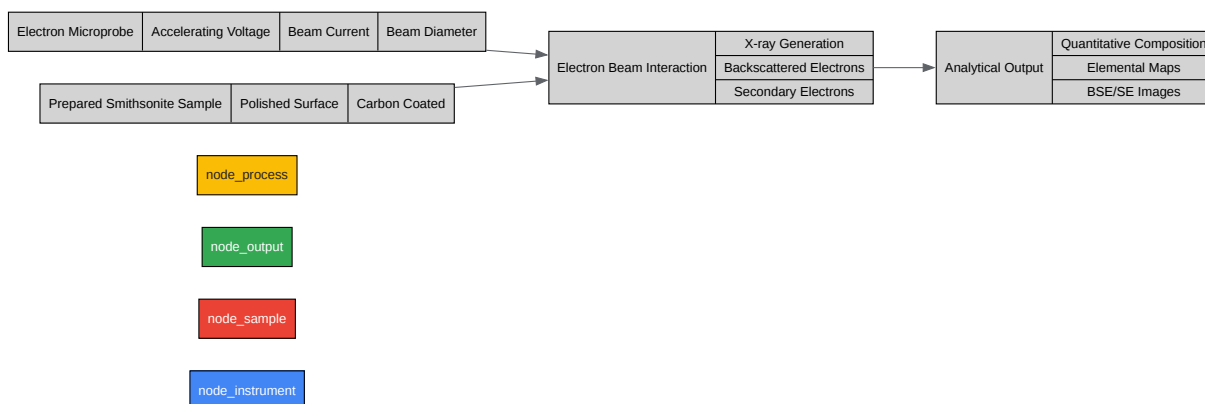 Electron Microprobe
Accelerating Voltage
Beam Current
Beam Diameter
Prepared Smithsonite Sample
Polished Surface
Carbon Coated
Electron Beam Interaction
X-ray Generation
Backscattered Electrons
Secondary Electrons
Analytical Output
Quantitative Composition
Elemental Maps
BSE/SE Images
node_process
node_output
node_sample
node_instrument